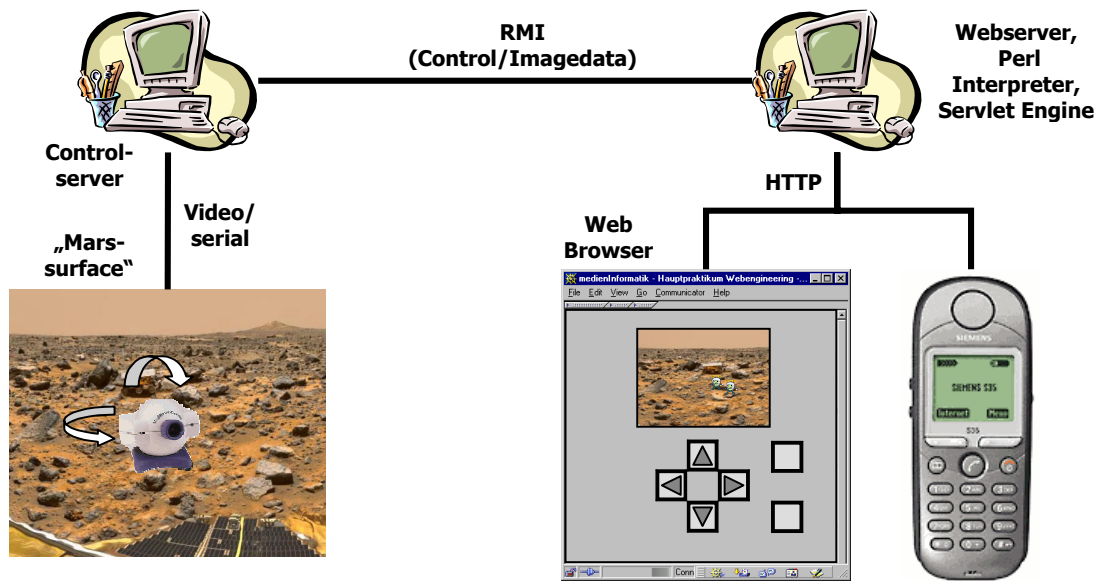 RMI
(Control/Imagedata)
Webserver,
Perl
Interpreter,
Servlet Engine
Control-
server
Video/
serial
„Mars-
surface“
HTTP
Web
Browser
medieninformatik - Hauptpraktikum Webengineering -...
File Edit View Go Communicator Help
Conn
SIEMENS
SIEMENS S35
Internet Menu
S35